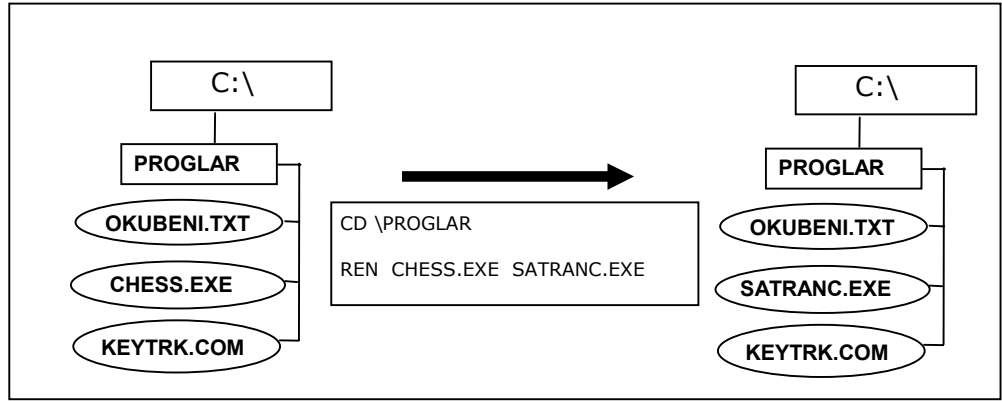 C:\
PROGLAR
OKUBENI.TXT
CHESS.EXE
KEYTRK.COM
CD \PROGLAR
REN CHESS.EXE SATRANC.EXE
C:\
PROGLAR
OKUBENI.TXT
SATRANC.EXE
KEYTRK.COM